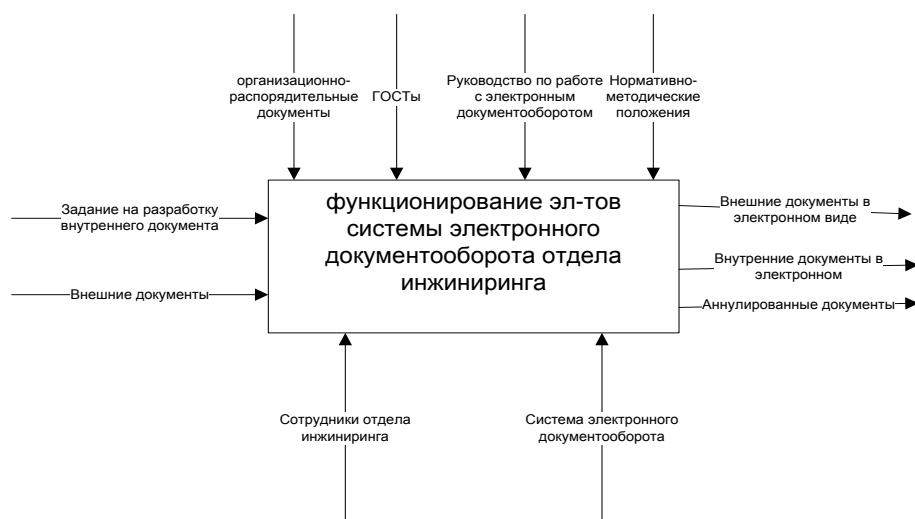 организационно-
распорядительные
документы
ГОСТы
Руководство по работе
с электронным
документооборотом
Нормативно-
методические
положения
функционирование эл-тов
системы электронного
документооборота отдела
инжиниринга
Задание на разработку
внутреннего документа
Внешние документы
Внешние документы в
электронном виде
Внутренние документы в
электронном
Аннулированные документы
Сотрудники отдела
инжиниринга
Система электронного
документооборота